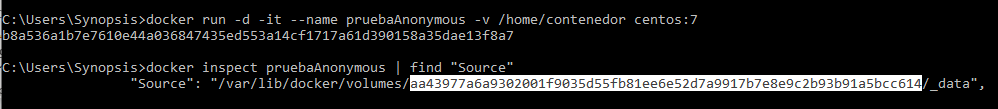 C:\Users\Synopsis>docker run -d -it --name pruebaAnonymous -v /home/contenedor centos:7
b8a536a1b7e7610e44a036847435ed553a14cf1717a61d390158a35dae13f8a7
C:\Users\Synopsis>docker inspect pruebaAnonymous | find "Source"
"Source": "/var/lib/docker/volumes/aa43977a6a9302001f9035d55fb81ee6e52d7a9917b7e8e9c2b93b91a5bcc614/_data",